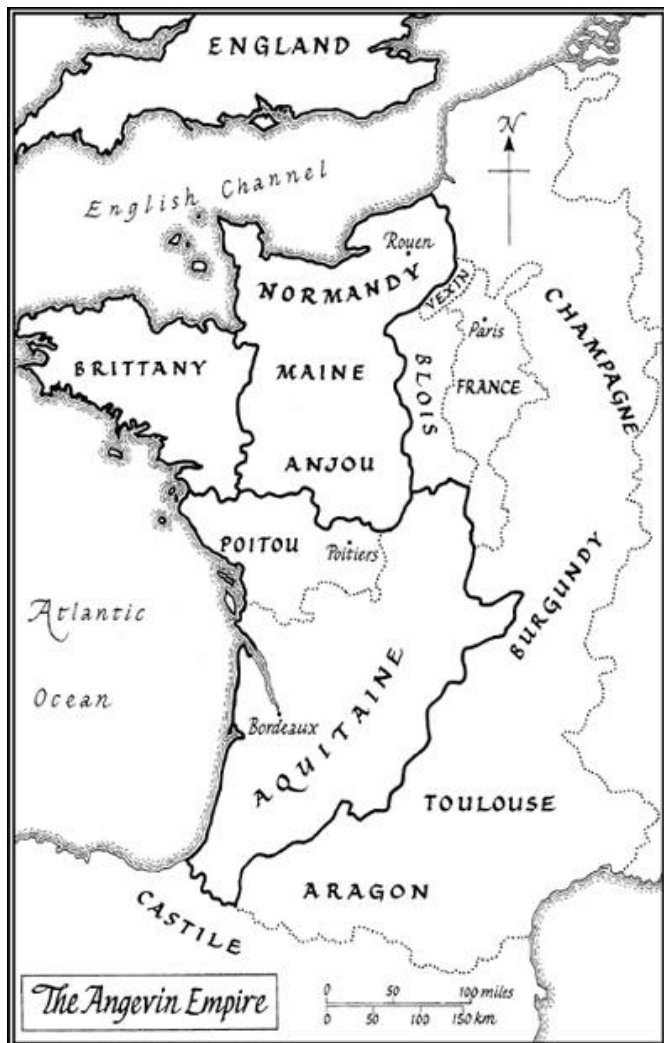 ENGLAND
N
English Channel
Rouen
NORMANDY
VEXIN
Paris
CHAMPAGNE
BRITTANY
MAINE
BLOIS
FRANCE
ANJOU
POITOU
Poitiers
BURGUNDY
Atlantic
Ocean
Bordeaux
AQUITAINE
TOULOUSE
ARAGON
CASTILE
The Angevin Empire
0 50 100 miles
0 50 100 150 km